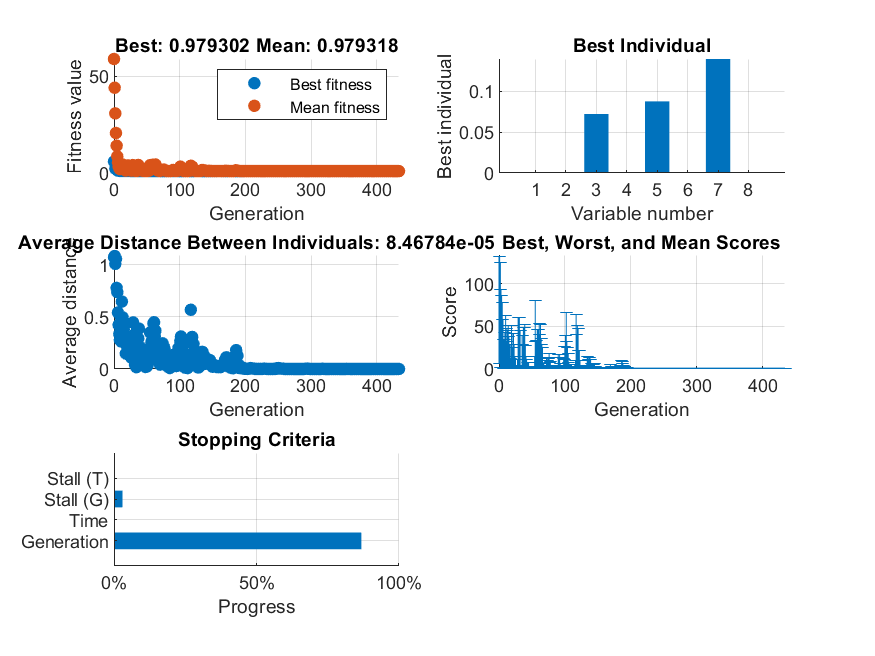 Best: 0.979302 Mean: 0.979318
Fitness value
50
0
Best fitness
Mean fitness
0 100 200 300 400
Generation
Best Individual
Best individual
0.1
0.05
0
1 2 3 4 5 6 7 8
Variable number
Average Distance Between Individuals: 8.46784e-05
Average distance
1
0.5
0
0 100 200 300 400
Generation
Best, Worst, and Mean Scores
Score
100
50
0
0 100 200 300 400
Generation
Stopping Criteria
Stall (T)
Stall (G)
Time
Generation
0% 50% 100%
Progress